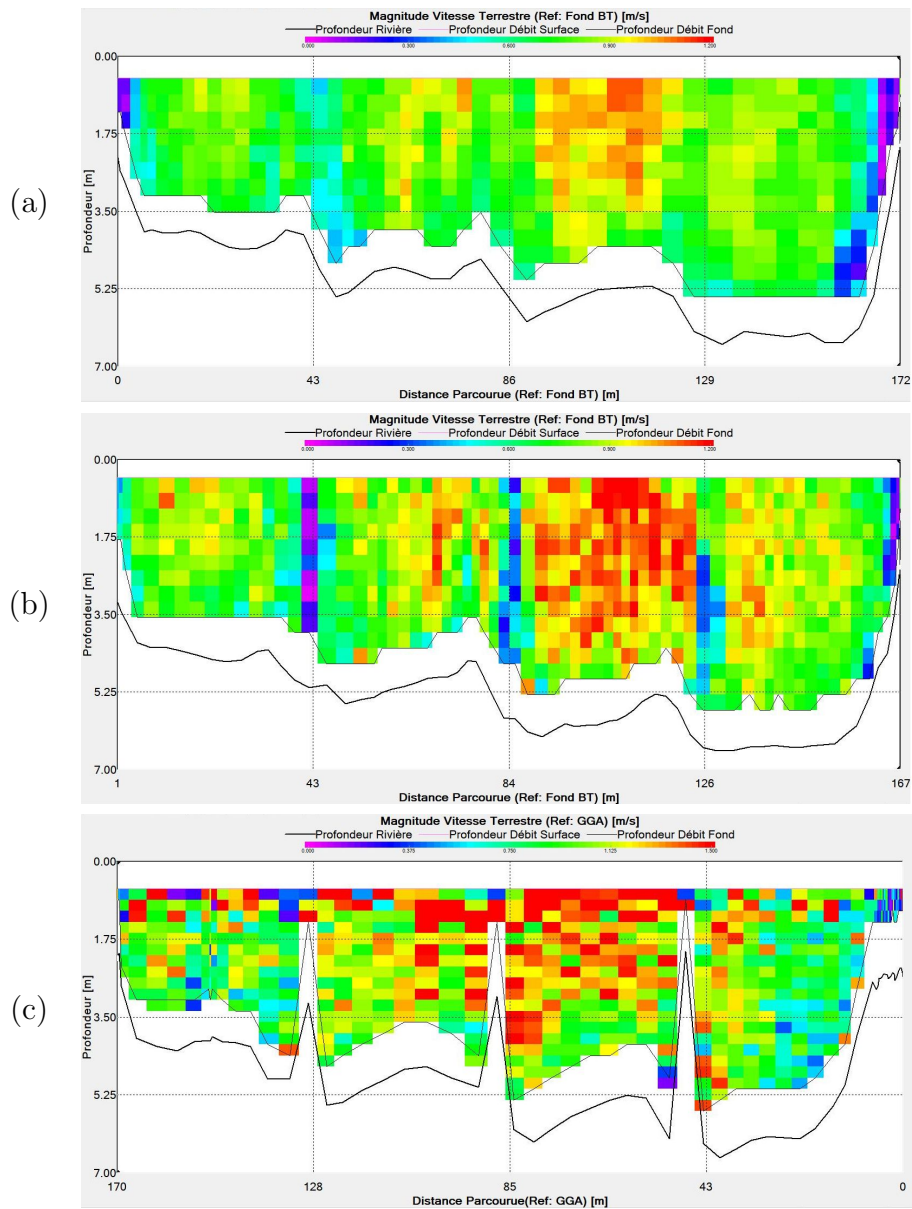 (a)
Magnitude Vitesse Terrestre (Ref: Fond BT) [m/s]
Profondeur Rivière Profondeur Débit Surface Profondeur Débit Fond
0.000 0.300 0.600 0.900 1.200
Profondeur [m]
0.00
1.75
3.50
5.25
7.00
0 43 86 129 172
Distance Parcourue (Ref: Fond BT) [m]
(b)
Magnitude Vitesse Terrestre (Ref: Fond BT) [m/s]
Profondeur Rivière Profondeur Débit Surface Profondeur Débit Fond
0.000 0.300 0.600 0.900 1.200
Profondeur [m]
0.00
1.75
3.50
5.25
7.00
1 43 84 126 167
Distance Parcourue (Ref: Fond BT) [m]
(c)
Magnitude Vitesse Terrestre (Ref: GGA) [m/s]
Profondeur Rivière Profondeur Débit Surface Profondeur Débit Fond
0.000 0.375 0.750 1.125 1.500
Profondeur [m]
0.00
1.75
3.50
5.25
7.00
170 128 85 43 0
Distance Parcourue(Ref: GGA) [m]